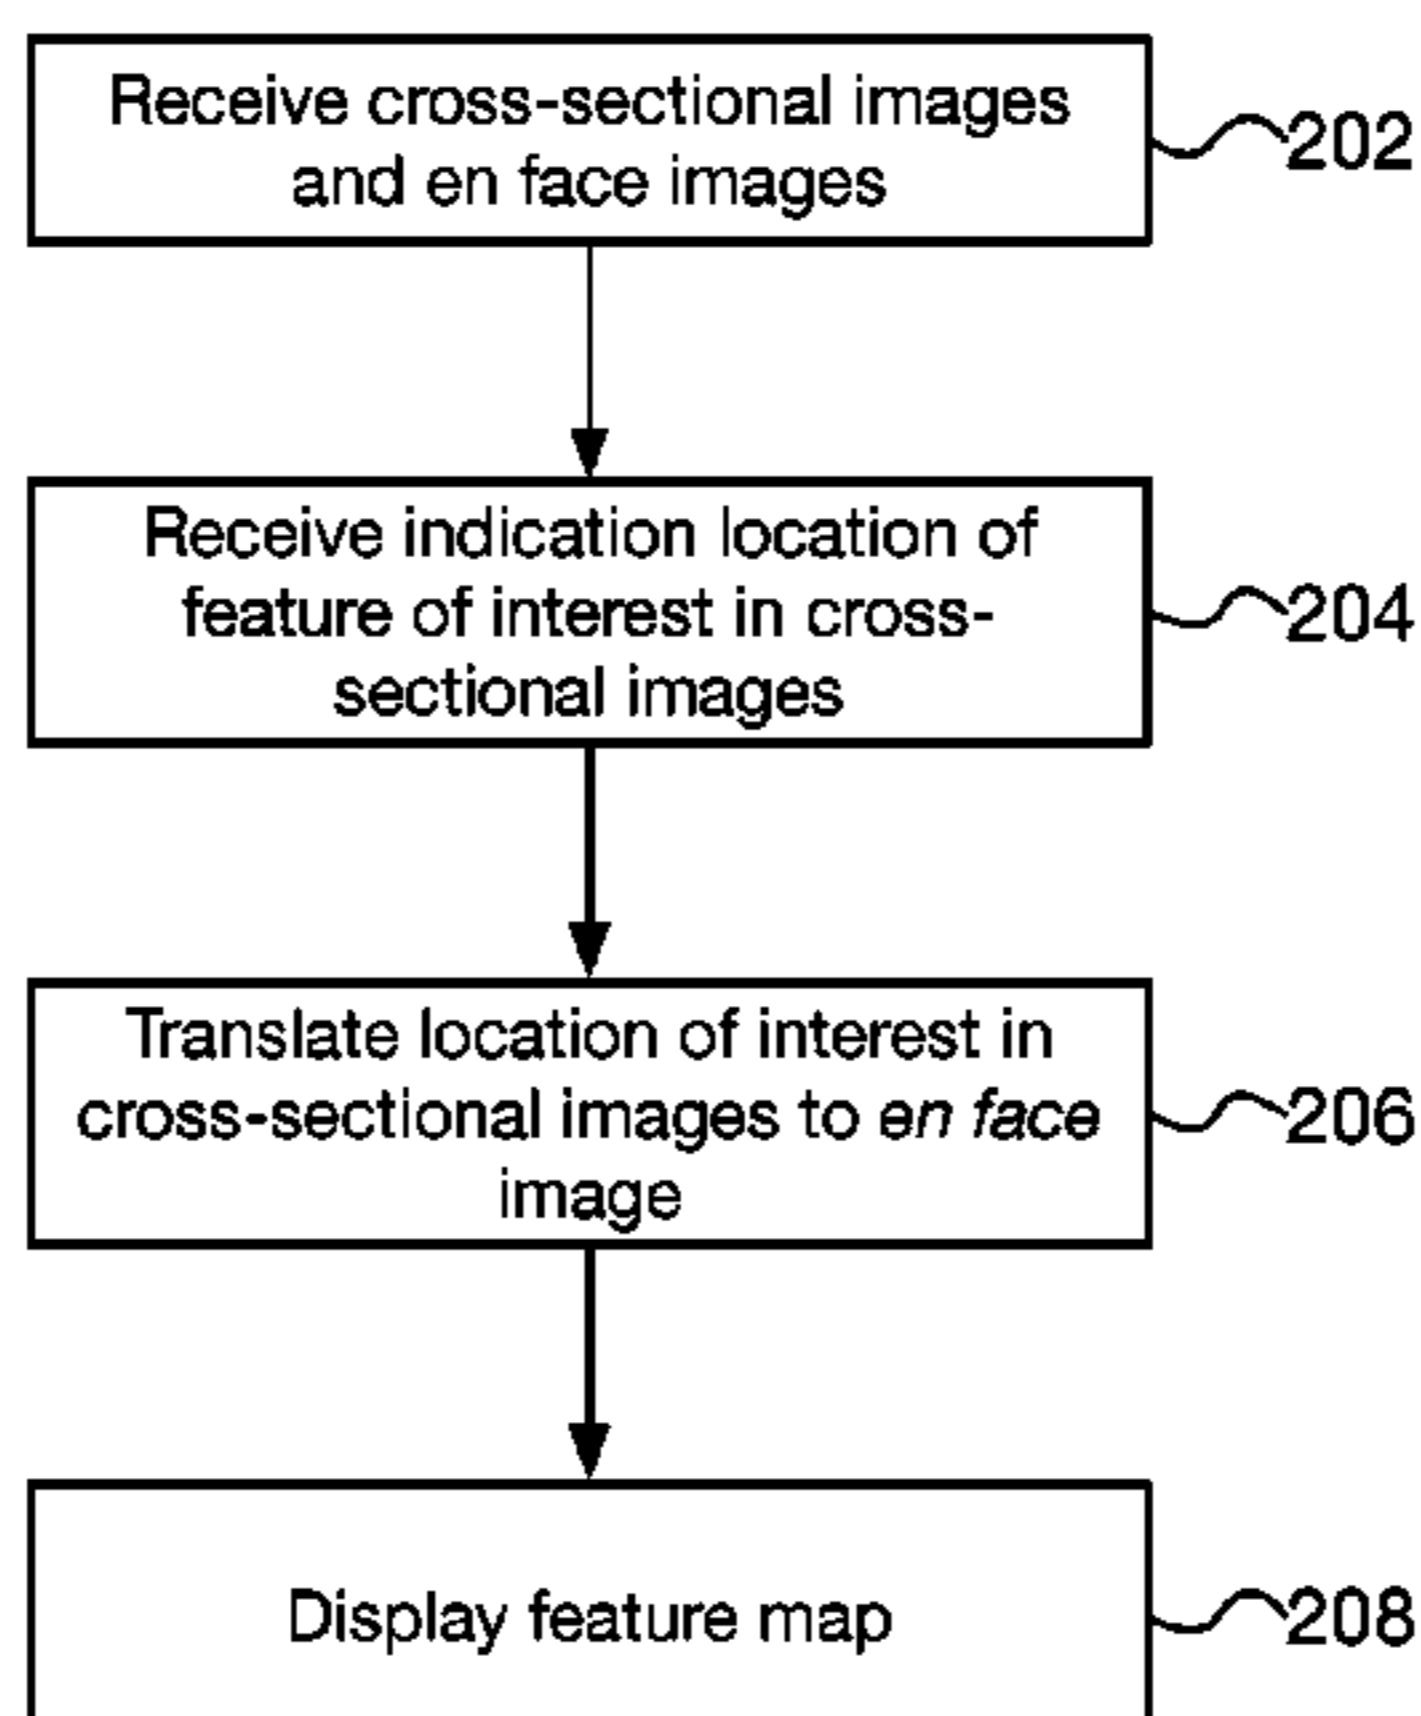 Receive cross-sectional images
and en face images
202
Receive indication location of
feature of interest in cross-
sectional images
204
Translate location of interest in
cross-sectional images to en face
image
206
Display feature map
208